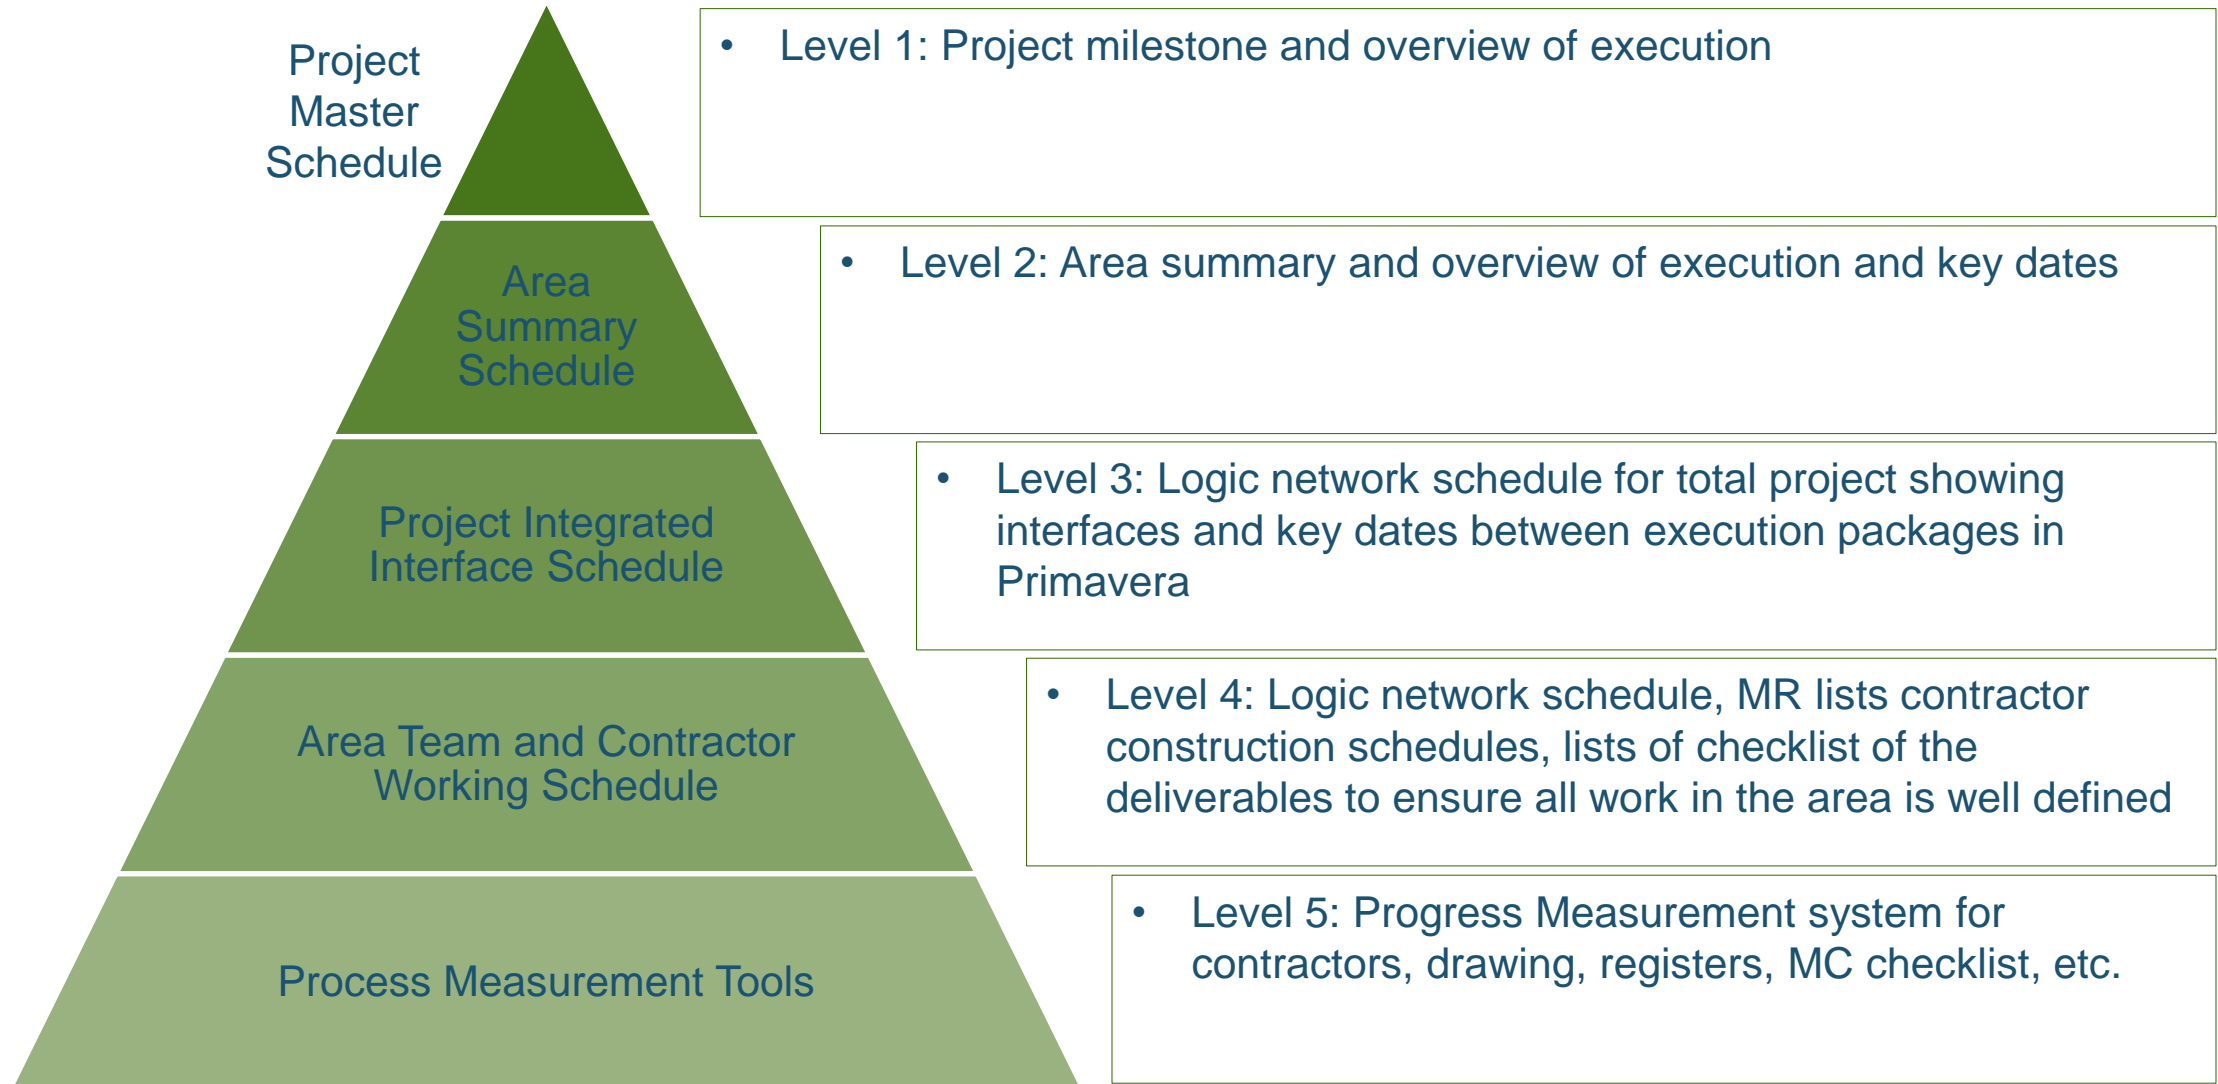 Project
Master
Schedule
• Level 1: Project milestone and overview of execution
Area
Summary
Schedule
• Level 2: Area summary and overview of execution and key dates
Project Integrated
Interface Schedule
• Level 3: Logic network schedule for total project showing
interfaces and key dates between execution packages in
Primavera
Area Team and Contractor
Working Schedule
• Level 4: Logic network schedule, MR lists contractor
construction schedules, lists of checklist of the
deliverables to ensure all work in the area is well defined
Process Measurement Tools
• Level 5: Progress Measurement system for
contractors, drawing, registers, MC checklist, etc.